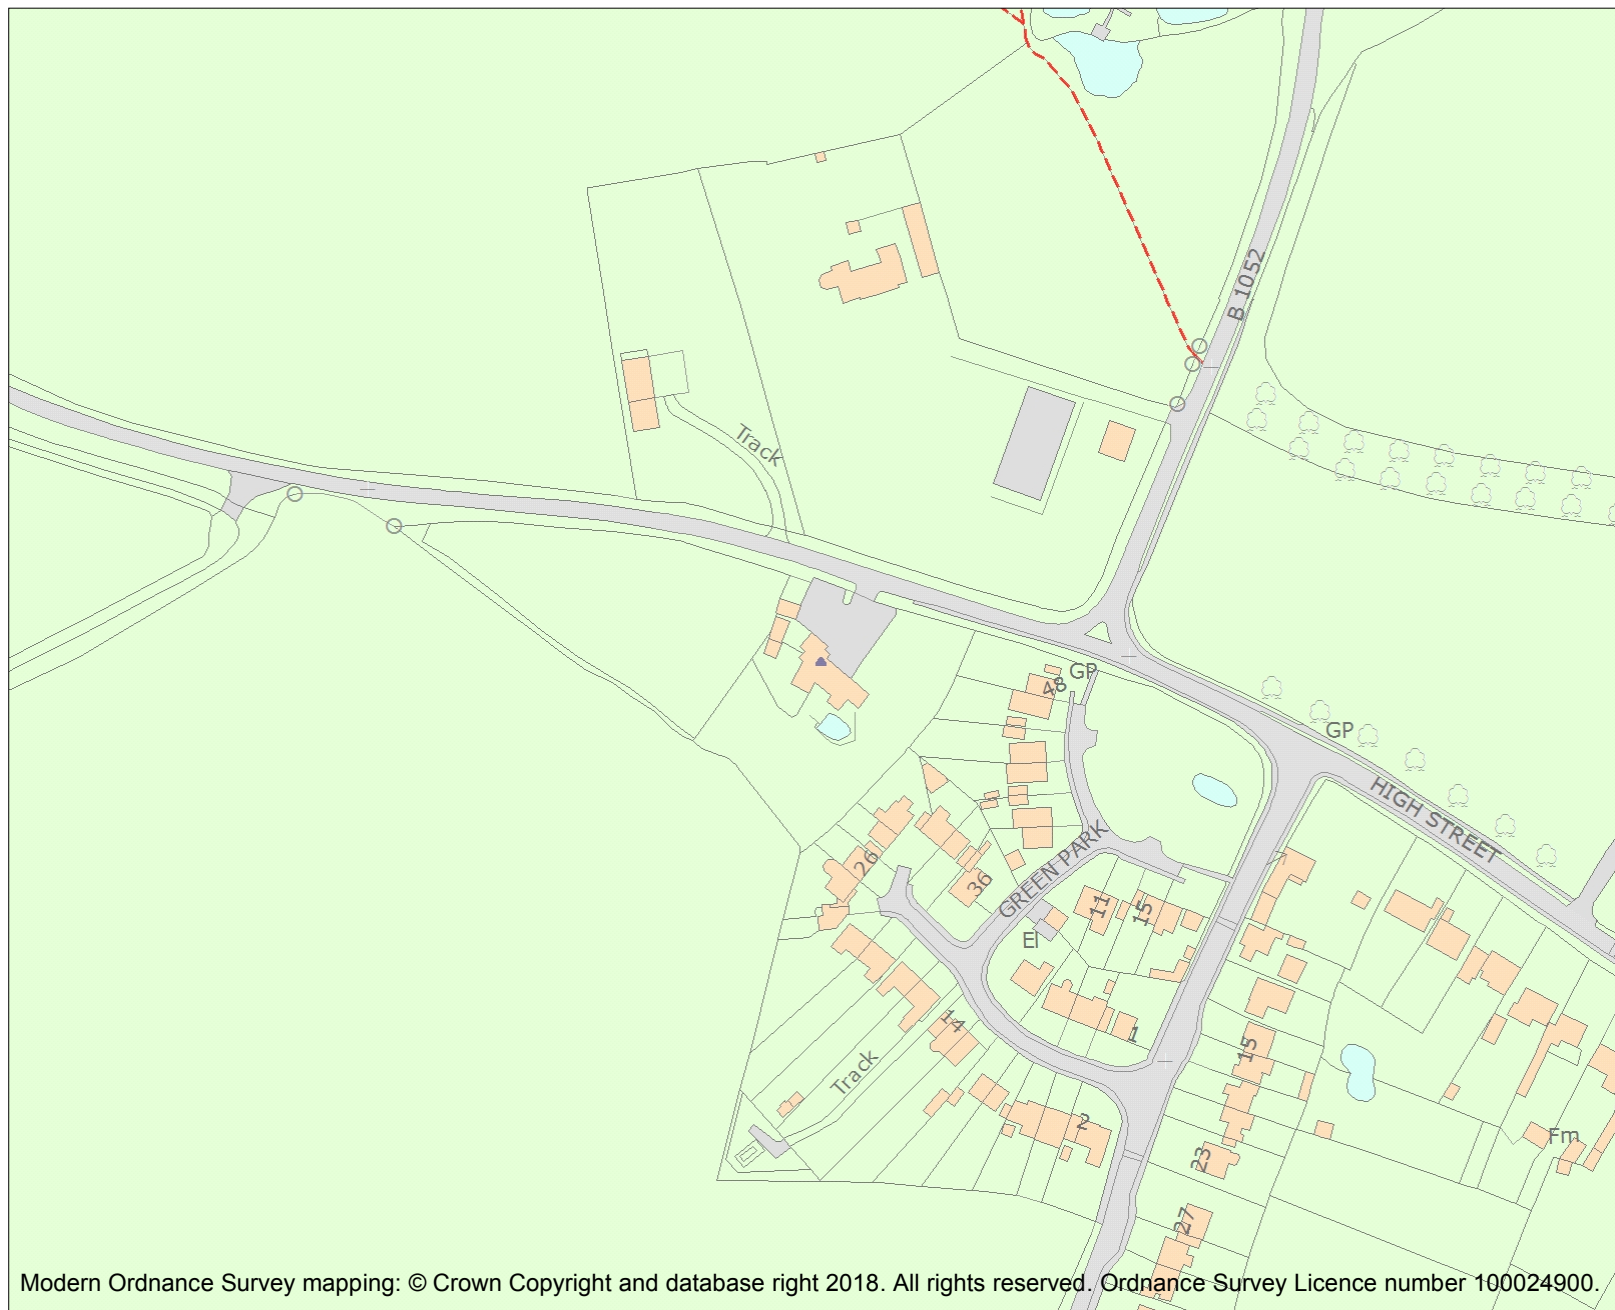 B 1052
Track
GP
48
GP
HIGH STREET
GREEN PARK
26
36
7
11
15
El
14
1
15
Track
2
23
Fm
27
Modern Ordnance Survey mapping: © Crown Copyright and database right 2018. All rights reserved. Ordnance Survey Licence number 100024900.